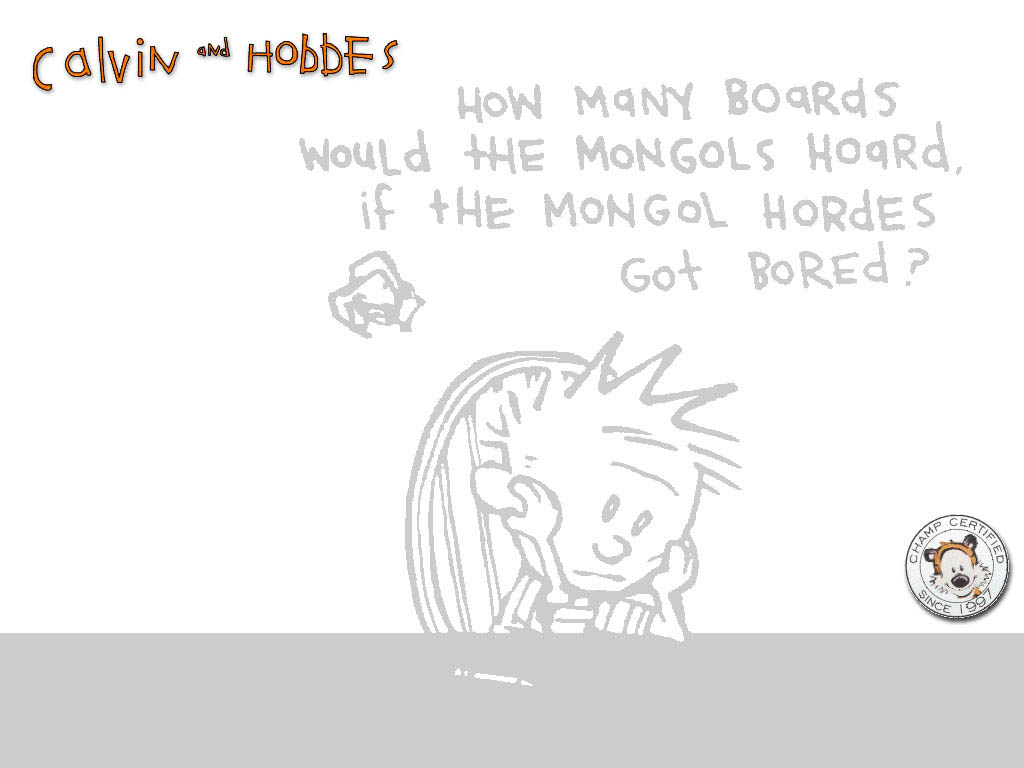 CalviN aND HOBBES
HOW MaNY BOaRdS
WOULd tHE MONGOLS HOaRd,
if tHE MONGOL HORdES
GOt BOREd?
CHAMP CERTIFIED
SINCE 1997